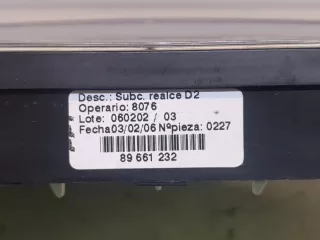 Desc.: Subc. realce D2
Operario: 8076
Lote: 060202 / 03
Fecha03/02/06 Nºpieza: 0227
89 661 232